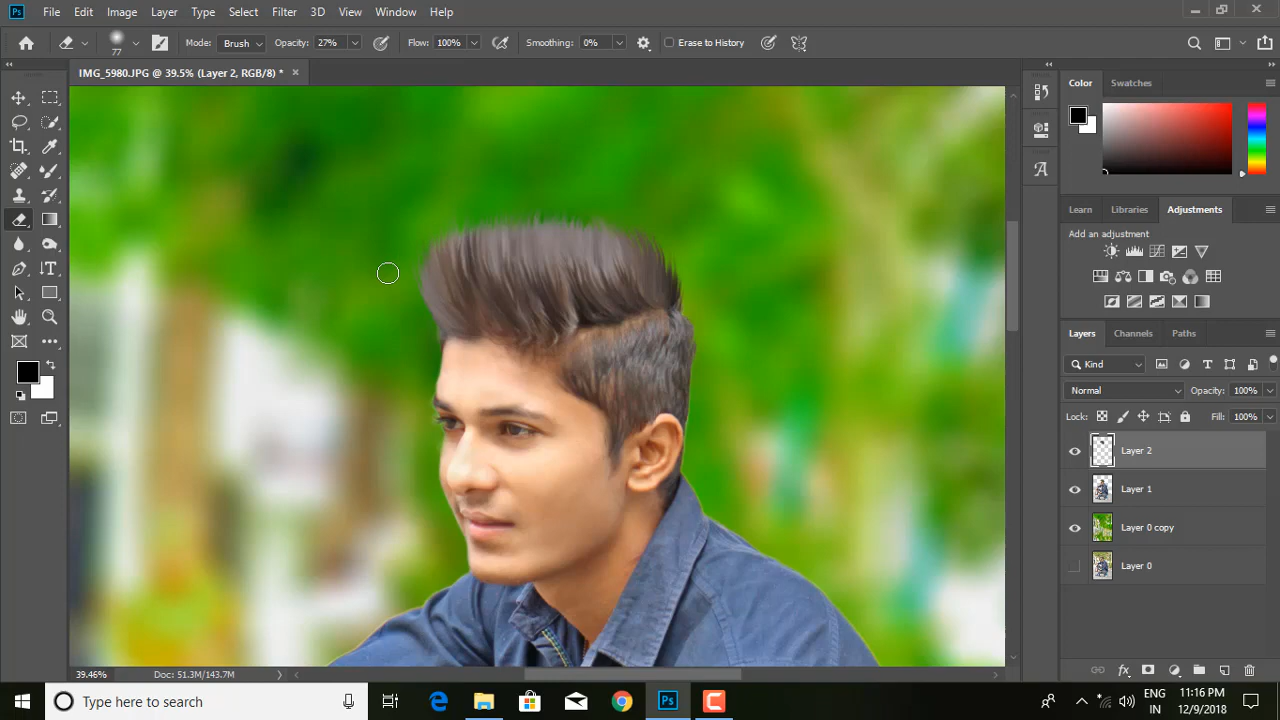 Ps File Edit Image Layer Type Select Filter 3D View Window Help
77 Mode: Brush Opacity: 27% Flow: 100% Smoothing: 0% Erase to History
IMG_5980.JPG @ 39.5% (Layer 2, RGB/8) *
Color Swatches
Learn Libraries Adjustments
Add an adjustment
Layers Channels Paths
Kind
Normal Opacity: 100%
Lock: Fill: 100%
Layer 2
Layer 1
Layer 0 copy
Layer 0
39.46% Doc: 51.3M/143.7M
Type here to search
Ps
ENG
IN
11:16 PM
12/9/2018